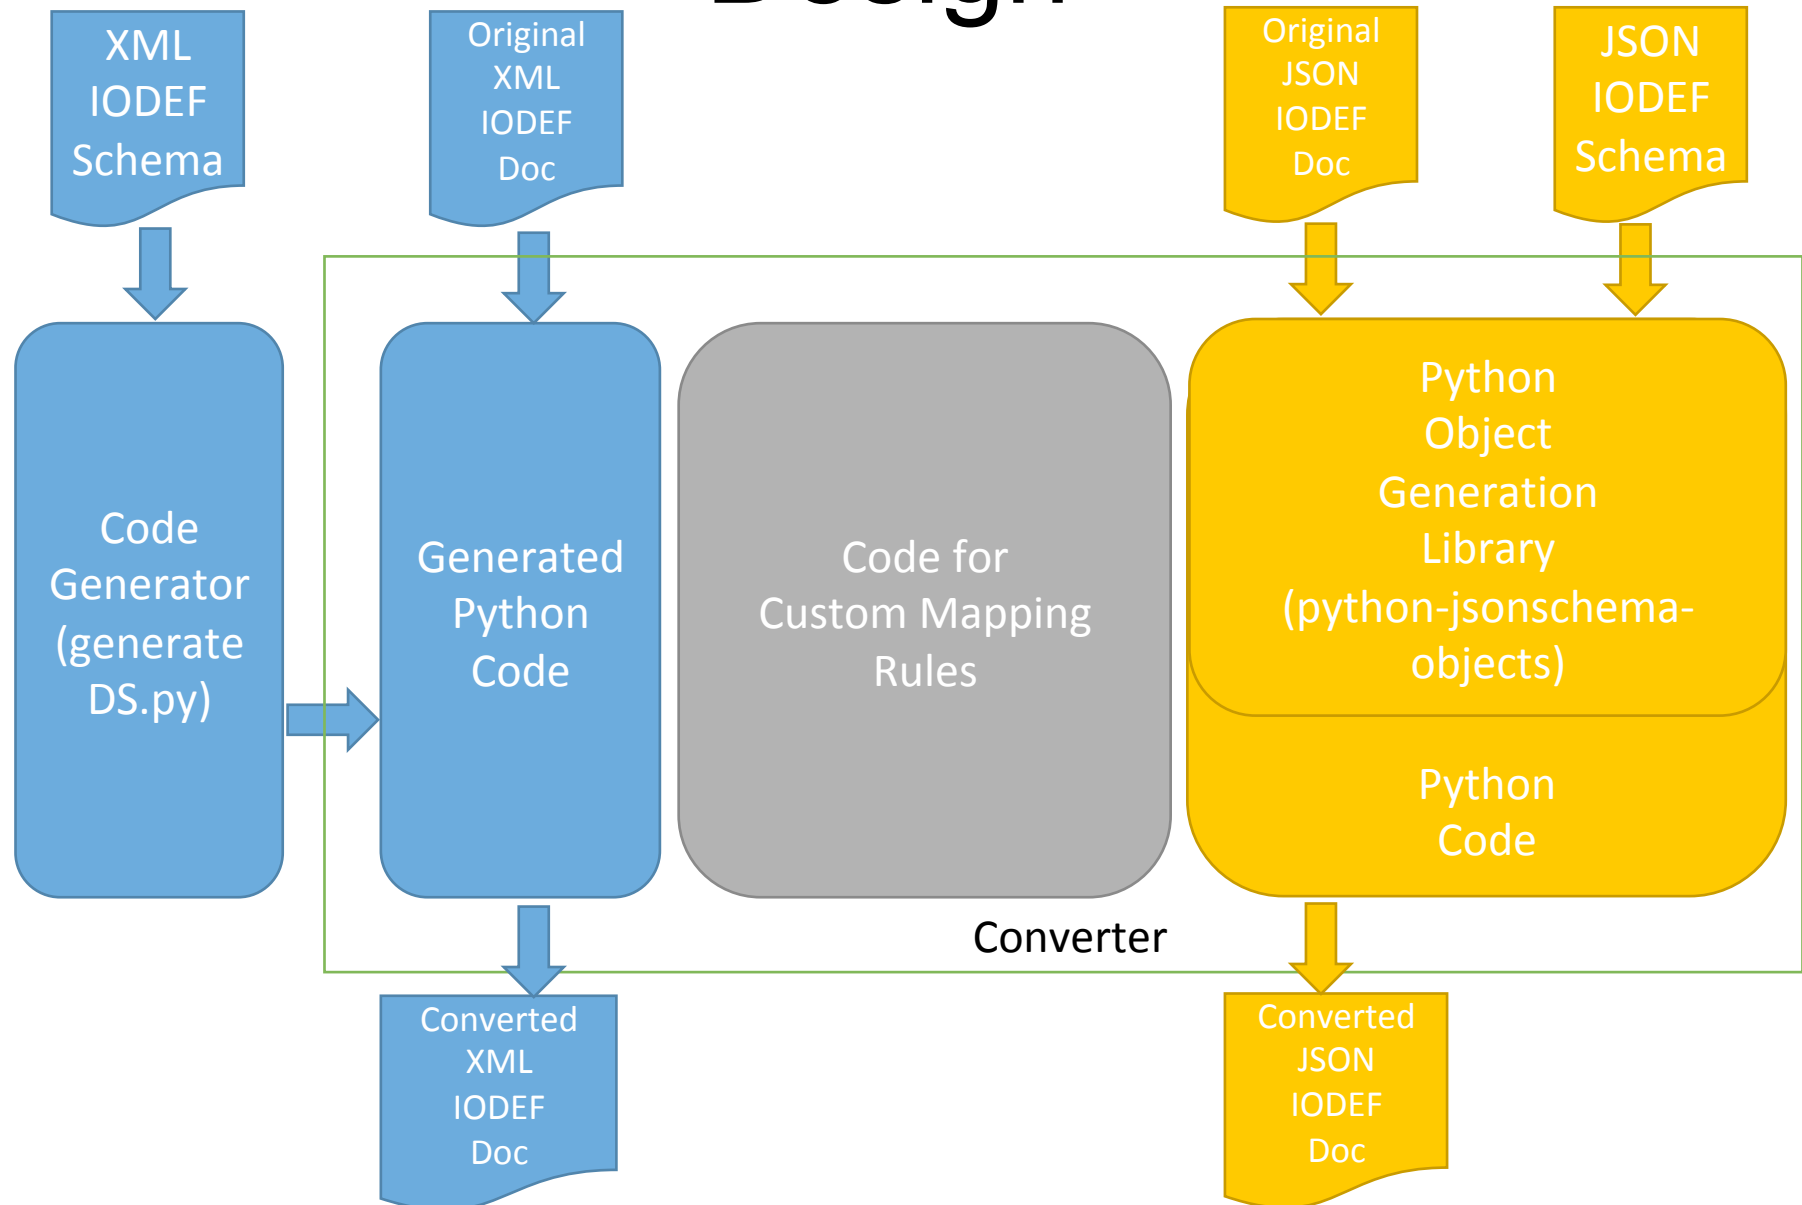 Design
XML
IODEF
Schema
Original
XML
IODEF
Doc
Original
JSON
IODEF
Doc
JSON
IODEF
Schema
Code
Generator
(generate
DS.py)
Generated
Python
Code
Code for
Custom Mapping
Rules
Python
Object
Generation
Library
(python-jsonschema-
objects)
Python
Code
Converter
Converted
XML
IODEF
Doc
Converted
JSON
IODEF
Doc